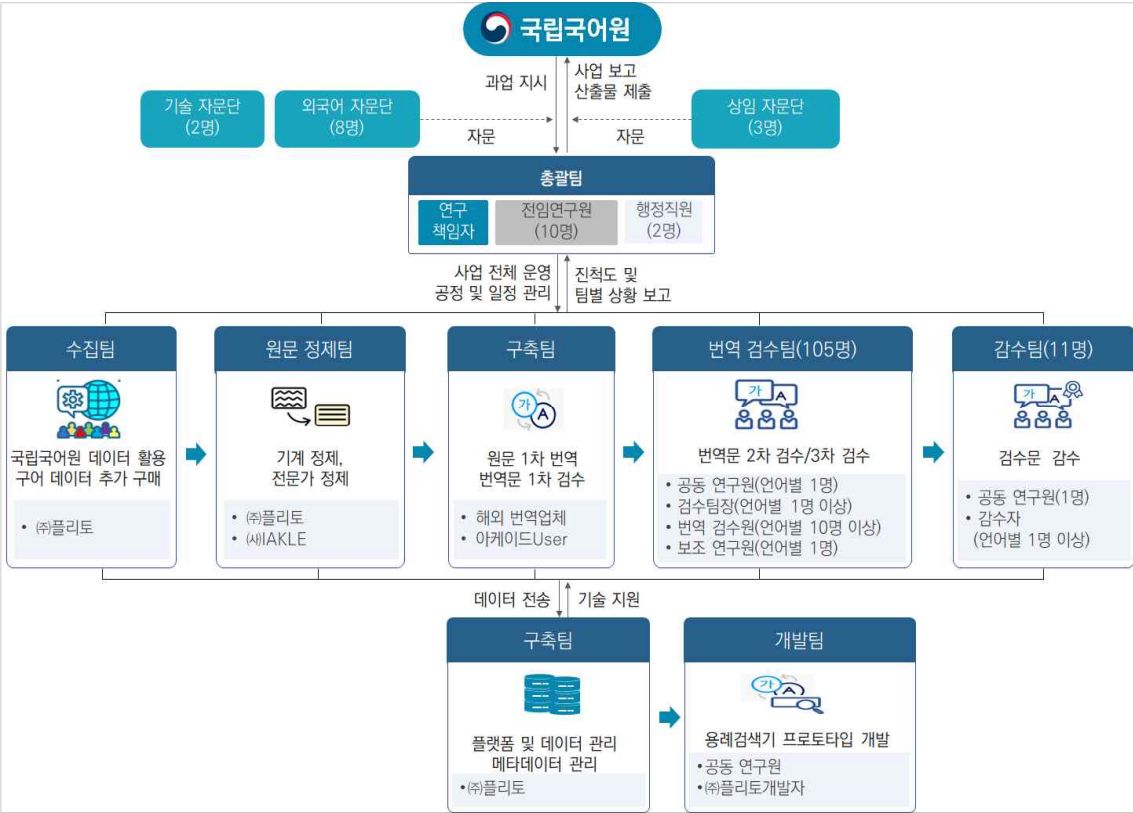 국립국어원
과업 지시
사업 보고
산출물 제출
기술 자문단
(2명)
외국어 자문단
(8명)
상임 자문단
(3명)
자문
자문
총괄팀
연구
책임자
전임연구원
(10명)
행정직원
(2명)
사업 전체 운영
공정 및 일정 관리
진척도 및
팀별 상황 보고
수집팀
국립국어원 데이터 활용
구어 데이터 추가 구매
• ㈜플리토
원문 정제팀
기계 정제,
전문가 정제
• ㈜플리토
• ㈔IAKLE
구축팀
가
A
원문 1차 번역
번역문 1차 검수
• 해외 번역업체
• 아케이드User
번역 검수팀(105명)
가
A
번역문 2차 검수/3차 검수
• 공동 연구원(언어별 1명)
• 검수팀장(언어별 1명 이상)
• 번역 검수원(언어별 10명 이상)
• 보조 연구원(언어별 1명)
감수팀(11명)
가
A
검수문 감수
• 공동 연구원(1명)
• 감수자
(언어별 1명 이상)
데이터 전송
기술 지원
구축팀
플랫폼 및 데이터 관리
메타데이터 관리
•㈜플리토
개발팀
가
A
용례검색기 프로토타입 개발
•공동 연구원
•㈜플리토개발자